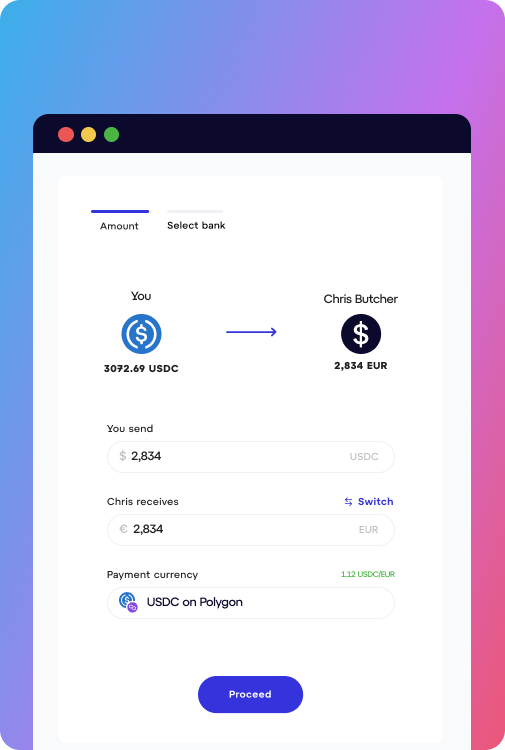 Amount
Select bank
You
Chris Butcher
3072.69 USDC
2,834 EUR
You send
$ 2,834 USDC
Chris receives
Switch
€ 2,834 EUR
Payment currency
1.12 USDC/EUR
USDC on Polygon
Proceed